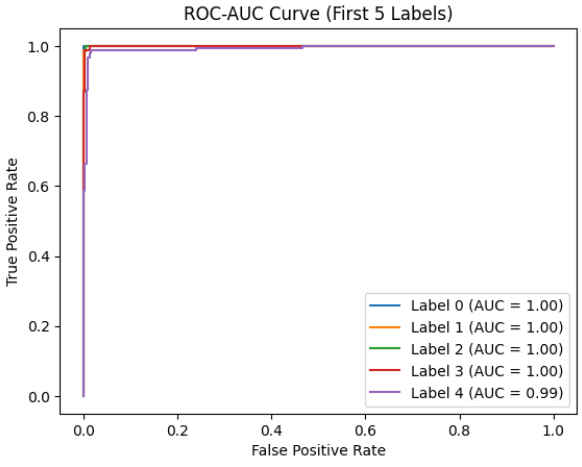 ROC-AUC Curve (First 5 Labels)
True Positive Rate
1.0
0.8
0.6
0.4
0.2
0.0
Label 0 (AUC = 1.00)
Label 1 (AUC = 1.00)
Label 2 (AUC = 1.00)
Label 3 (AUC = 1.00)
Label 4 (AUC = 0.99)
0.0 0.2 0.4 0.6 0.8 1.0
False Positive Rate